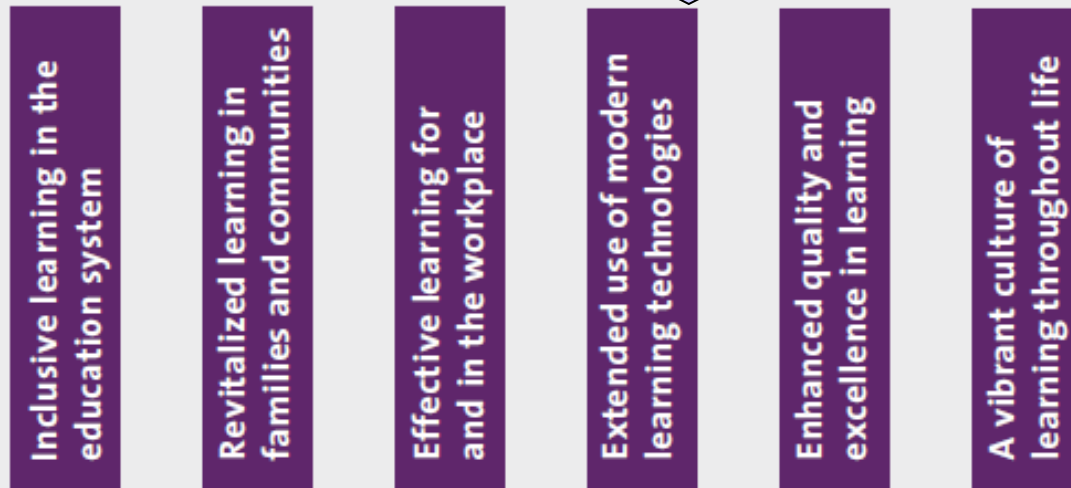 Inclusive learning in the
education system
Revitalized learning in
families and communities
Effective learning for
and in the workplace
Extended use of modern
learning technologies
Enhanced quality and
excellence in learning
A vibrant culture of
learning throughout life